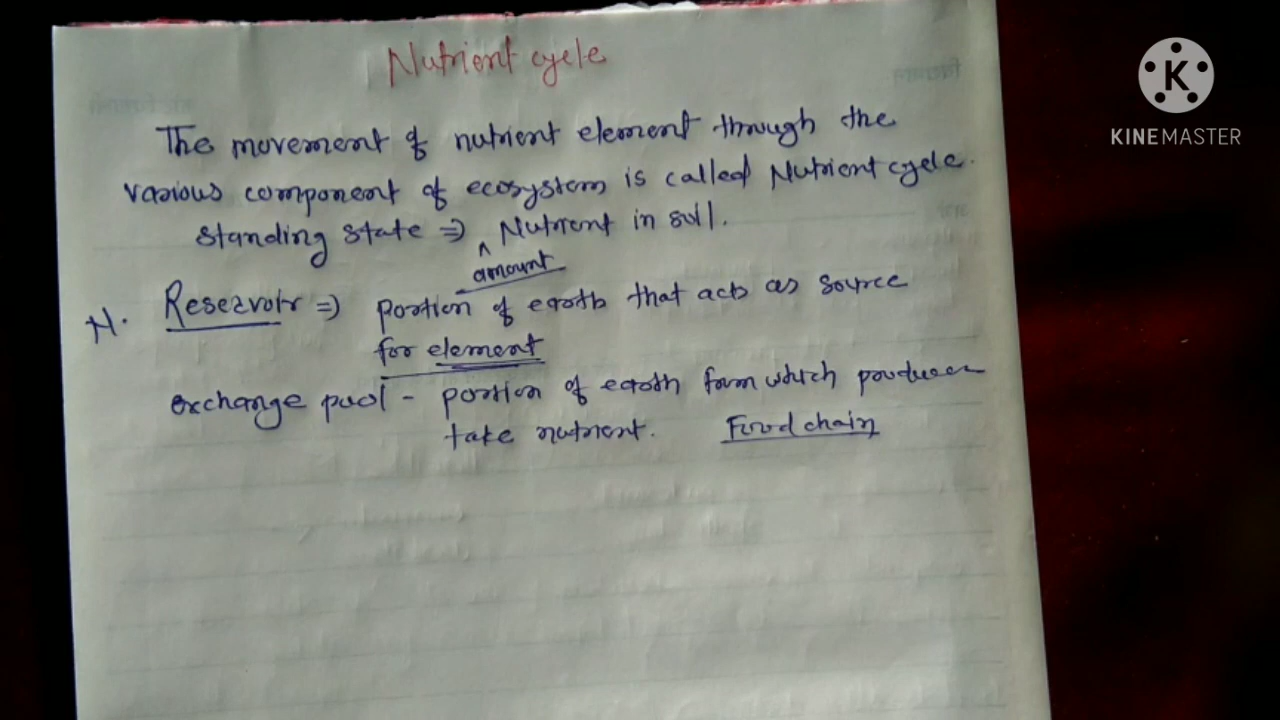 Nutrient cycle
The movement of nutrient element through the
various component of ecosystem is called Nutrient cycle.
standing state ⇒ ^ Nutrient in soil.
amount
N. Reservoir ⇒) portion of earth that acts as source
for element
exchange pool - portion of earth form which producer
take nutrient. Food chain
K
KINEMASTER